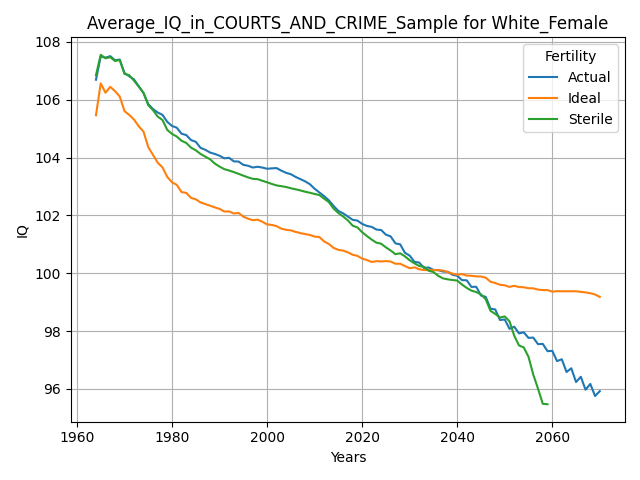 Average_IQ_in_COURTS_AND_CRIME_Sample for White_Female
108
106
104
102
100
98
96
IQ
1960
1980
2000
2020
2040
2060
Years
Fertility
Actual
Ideal
Sterile